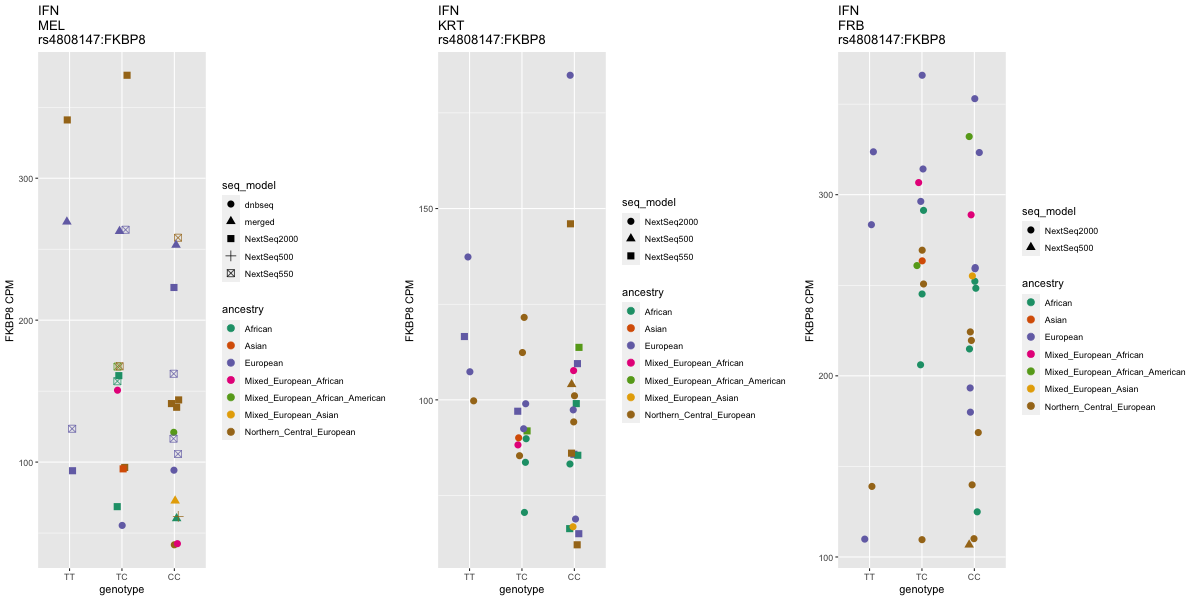 IFN
MEL
rs4808147:FKBP8
FKBP8 CPM
300
200
100
TT
TC
CC
genotype
seq_model
dnbseq
merged
NextSeq2000
NextSeq500
NextSeq550
ancestry
African
Asian
European
Mixed_European_African
Mixed_European_African_American
Mixed_European_Asian
Northern_Central_European
IFN
KRT
rs4808147:FKBP8
FKBP8 CPM
150
100
TT
TC
CC
genotype
seq_model
NextSeq2000
NextSeq500
NextSeq550
ancestry
African
Asian
European
Mixed_European_African
Mixed_European_African_American
Mixed_European_Asian
Northern_Central_European
IFN
FRB
rs4808147:FKBP8
FKBP8 CPM
300
200
100
TT
TC
CC
genotype
seq_model
NextSeq2000
NextSeq500
ancestry
African
Asian
European
Mixed_European_African
Mixed_European_African_American
Mixed_European_Asian
Northern_Central_European